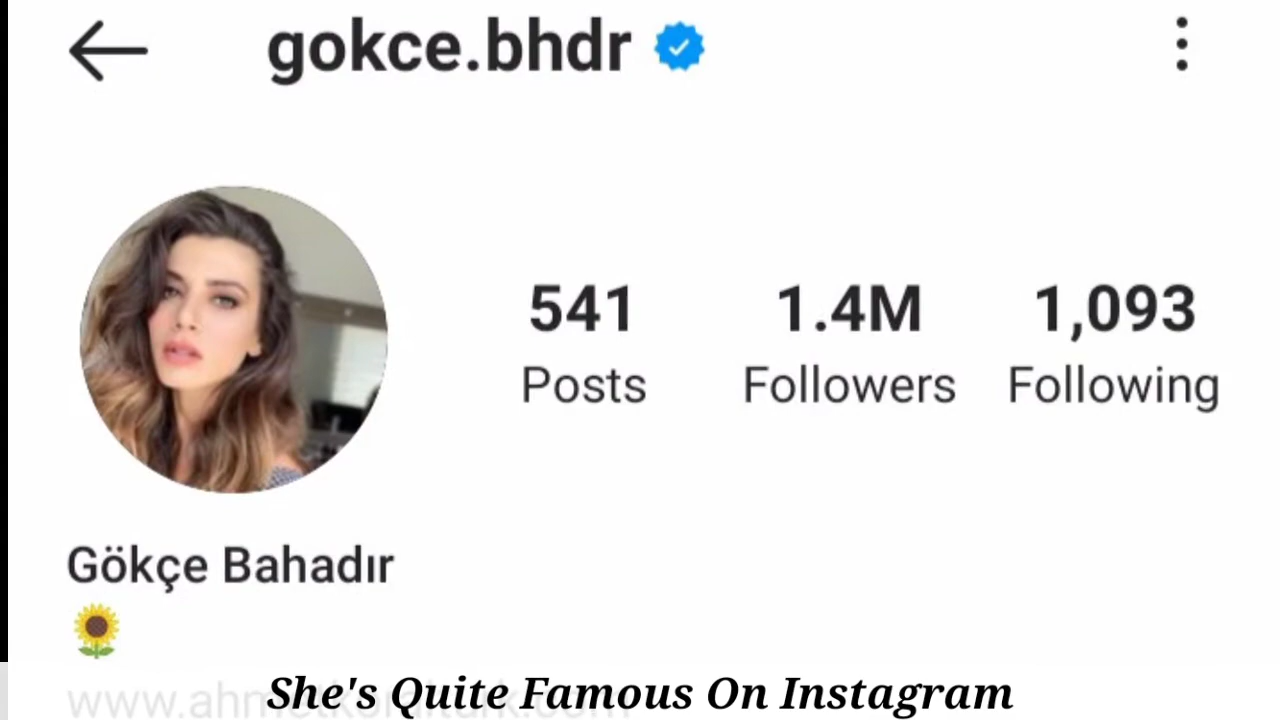 gokce.bhdr
541 1.4M 1,093
Posts Followers Following
Gökçe Bahadır
She's Quite Famous On Instagram